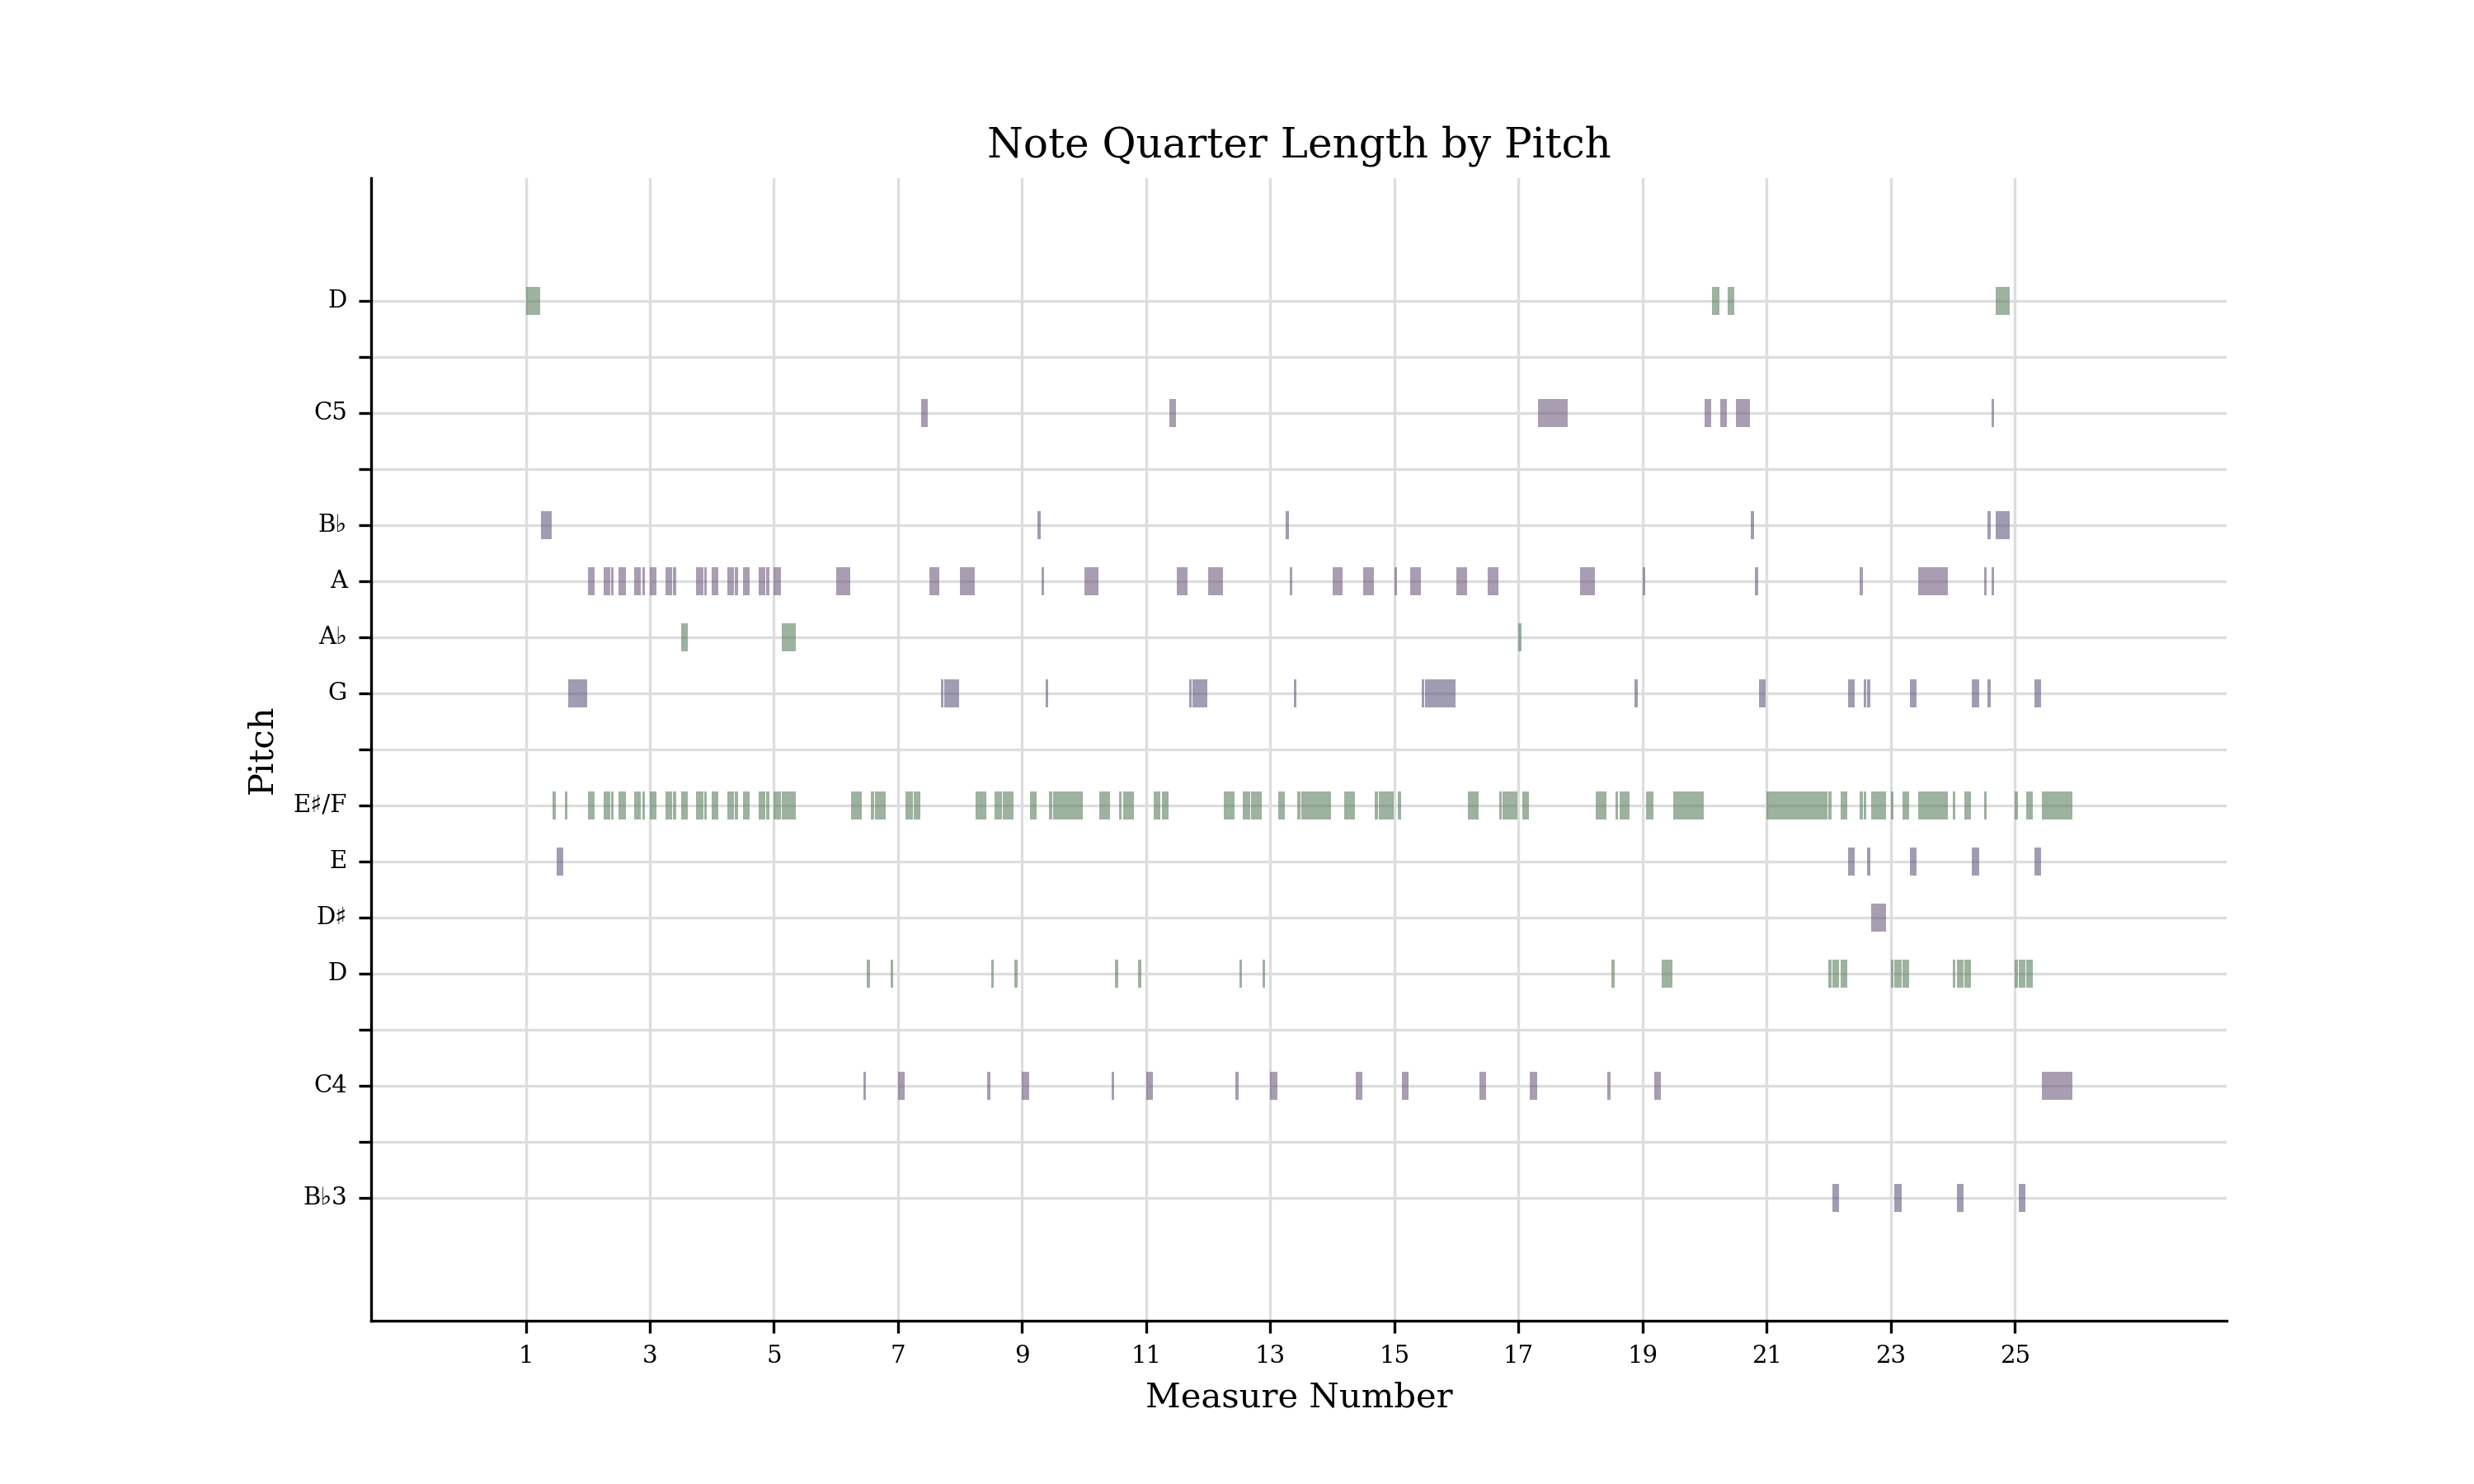 Note Quarter Length by Pitch
Pitch
D
C5
B♭
A
A♭
G
E♯/F
E
D♯
D
C4
B♭3
1 3 5 7 9 11 13 15 17 19 21 23 25
Measure Number